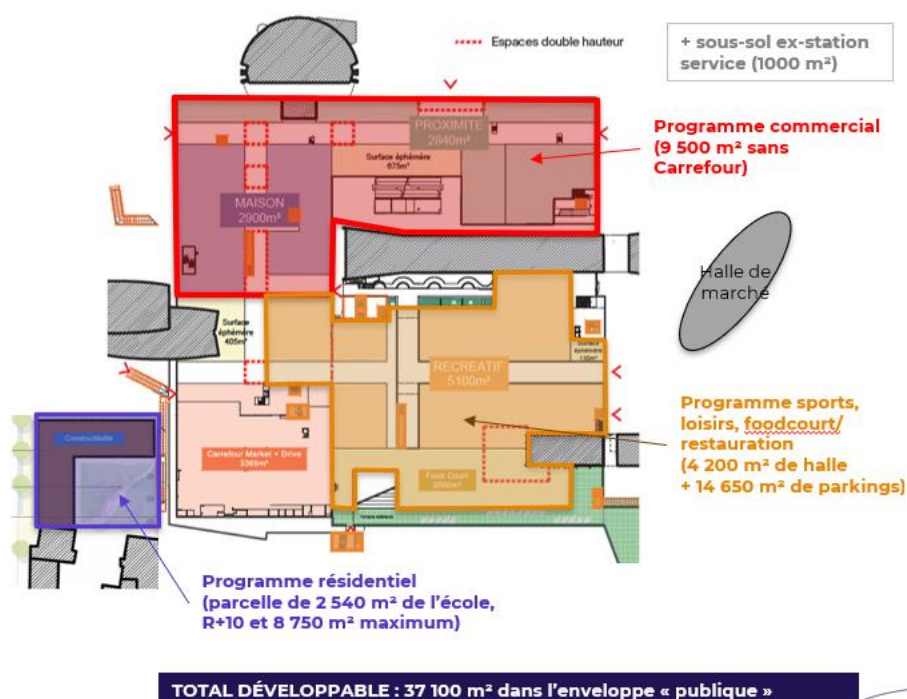 Espaces double hauteur
+ sous-sol ex-station
service (1000 m²)
PROXIMITE
2840m²
Programme commercial
(9 500 m² sans
Carrefour)
Surface éphémère
675m²
MAISON
2900m²
Halle de
marché
Surface
éphémère
405m²
Surface
éphémère
RECREATIF
5100m²
Programme sports,
loisirs, foodcourt/
restauration
(4 200 m² de halle
+ 14 650 m² de parkings)
Constructibilité
Carrefour Market + Drive
3365m²
Food Court
Programme résidentiel
(parcelle de 2 540 m² de l’école,
R+10 et 8 750 m² maximum)
TOTAL DÉVELOPPABLE : 37 100 m² dans l’enveloppe « publique »